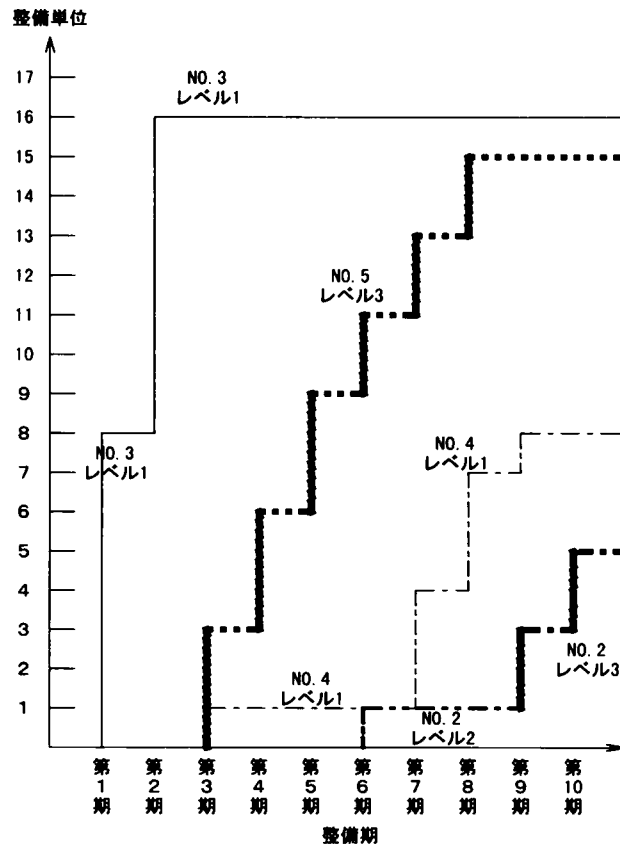 整備単位
17
16
15
14
13
12
11
10
9
8
7
6
5
4
3
2
1
NO. 3
レベル1
NO. 5
レベル3
NO. 3
レベル1
NO. 4
レベル1
NO. 4
レベル1
NO. 2
レベル3
NO. 2
レベル2
第1期
第2期
第3期
第4期
第5期
第6期
第7期
第8期
第9期
第10期
整備期